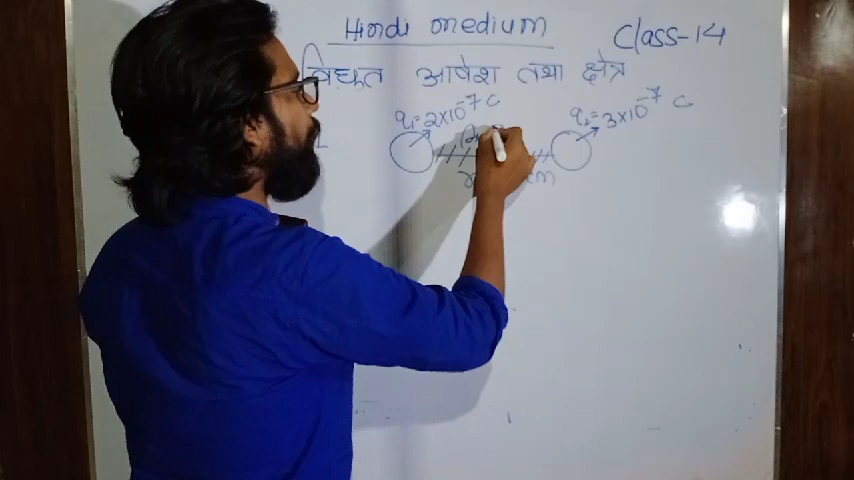 Hindi medium
Class-14
विद्युत आवेश तथा क्षेत्र
q₁=2×10⁻⁷ C
q₂=3×10⁻⁷ C